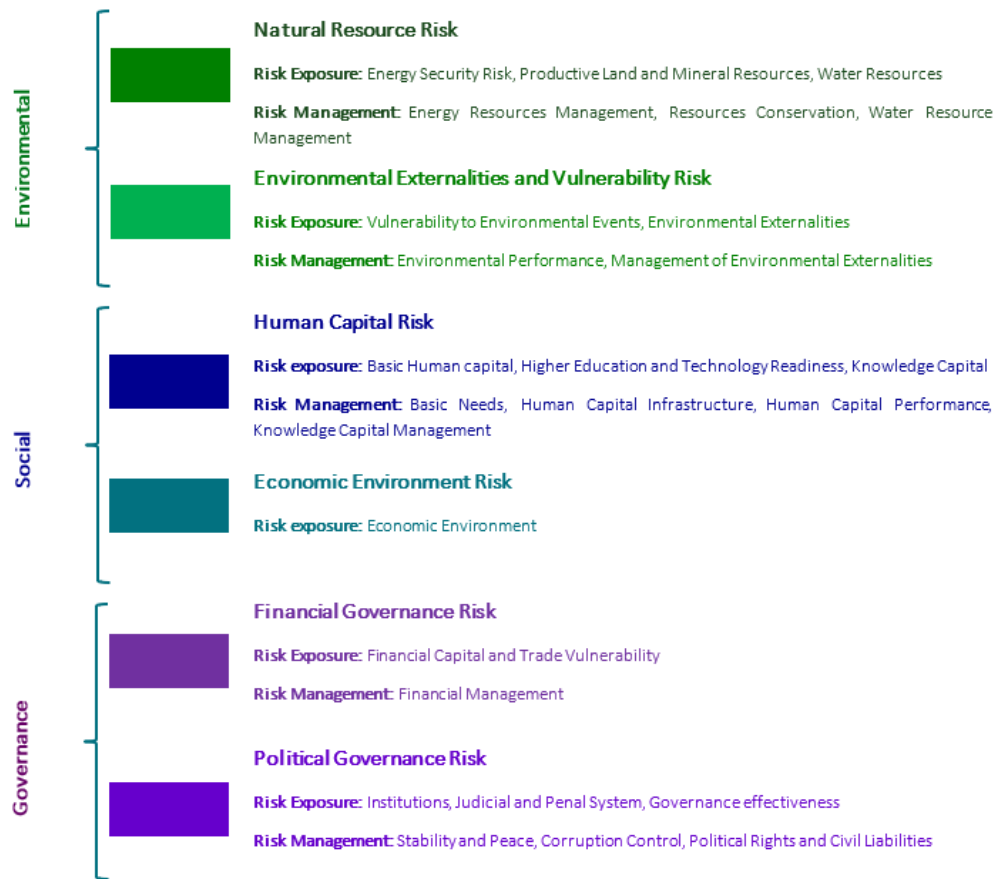 Environmental
Natural Resource Risk
Risk Exposure: Energy Security Risk, Productive Land and Mineral Resources, Water Resources
Risk Management: Energy Resources Management, Resources Conservation, Water Resource
Management
Environmental Externalities and Vulnerability Risk
Risk Exposure: Vulnerability to Environmental Events, Environmental Externalities
Risk Management: Environmental Performance, Management of Environmental Externalities
Social
Human Capital Risk
Risk exposure: Basic Human capital, Higher Education and Technology Readiness, Knowledge Capital
Risk Management: Basic Needs, Human Capital Infrastructure, Human Capital Performance,
Knowledge Capital Management
Economic Environment Risk
Risk exposure: Economic Environment
Governance
Financial Governance Risk
Risk Exposure: Financial Capital and Trade Vulnerability
Risk Management: Financial Management
Political Governance Risk
Risk Exposure: Institutions, Judicial and Penal System, Governance effectiveness
Risk Management: Stability and Peace, Corruption Control, Political Rights and Civil Liabilities